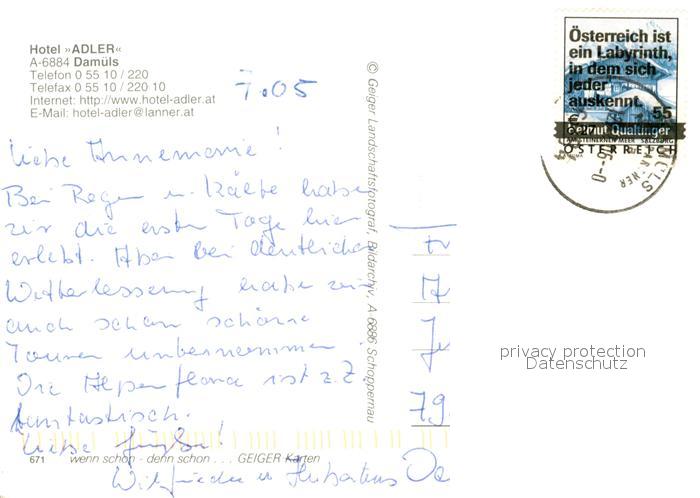 Hotel »ADLER«
A-6884 Damüls
Telefon 0 55 10 / 220
Telefax 0 55 10 / 220 10
Internet: http://www.hotel-adler.at
E-Mail: hotel-adler@lanner.at
7.05
Liebe Annemarie!
Bei Regen u. Kälte haben
wir die ersten Tage hier
erlebt. Aber bei deutlicher
Wetterbesserung haben wir
auch schon schöne
Touren unternommen.
Die Alpenflora ist z.Z.
fantastisch.
Liebe Grüße!
Wilfried u Hubertus
© Geiger Landschaftsfotograf, Bildarchiv, A 6886 Schoppernau
671 wenn schon - denn schon . . . GEIGER Karten
79
Österreich ist
ein Labyrinth,
in dem sich
jeder
auskennt.
55
Helmut Qualtinger
ÖSTERREICH
privacy protection
Datenschutz